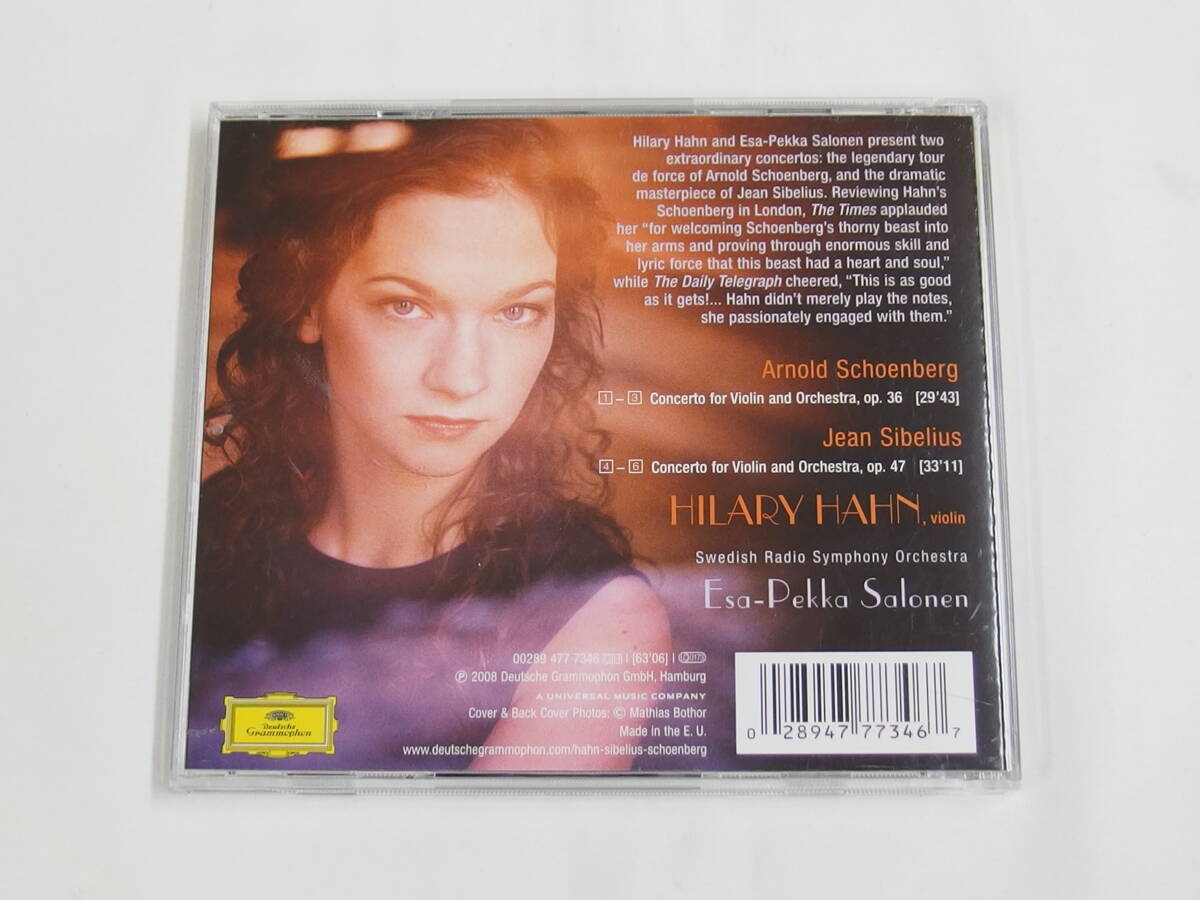 Hilary Hahn and Esa-Pekka Salonen present two
extraordinary concertos: the legendary tour
de force of Arnold Schoenberg, and the dramatic
masterpiece of Jean Sibelius. Reviewing Hahn's
Schoenberg in London, The Times applauded
her “for welcoming Schoenberg's thorny beast into
her arms and proving through enormous skill and
lyric force that this beast had a heart and soul,”
while The Daily Telegraph cheered, “This is as good
as it gets!... Hahn didn't merely play the notes,
she passionately engaged with them.”
Arnold Schoenberg
1 – 3 Concerto for Violin and Orchestra, op. 36 [29'43]
Jean Sibelius
4 – 6 Concerto for Violin and Orchestra, op. 47 [33'11]
HILARY HAHN, violin
Swedish Radio Symphony Orchestra
Esa-Pekka Salonen
00289 477 7346 | [63'06] |
℗ 2008 Deutsche Grammophon GmbH, Hamburg
A UNIVERSAL MUSIC COMPANY
Cover & Back Cover Photos: © Mathias Bothor
Made in the E. U.
www.deutschegrammophon.com/hahn-sibelius-schoenberg
Deutsche
Grammophon
0 28947 77346 7